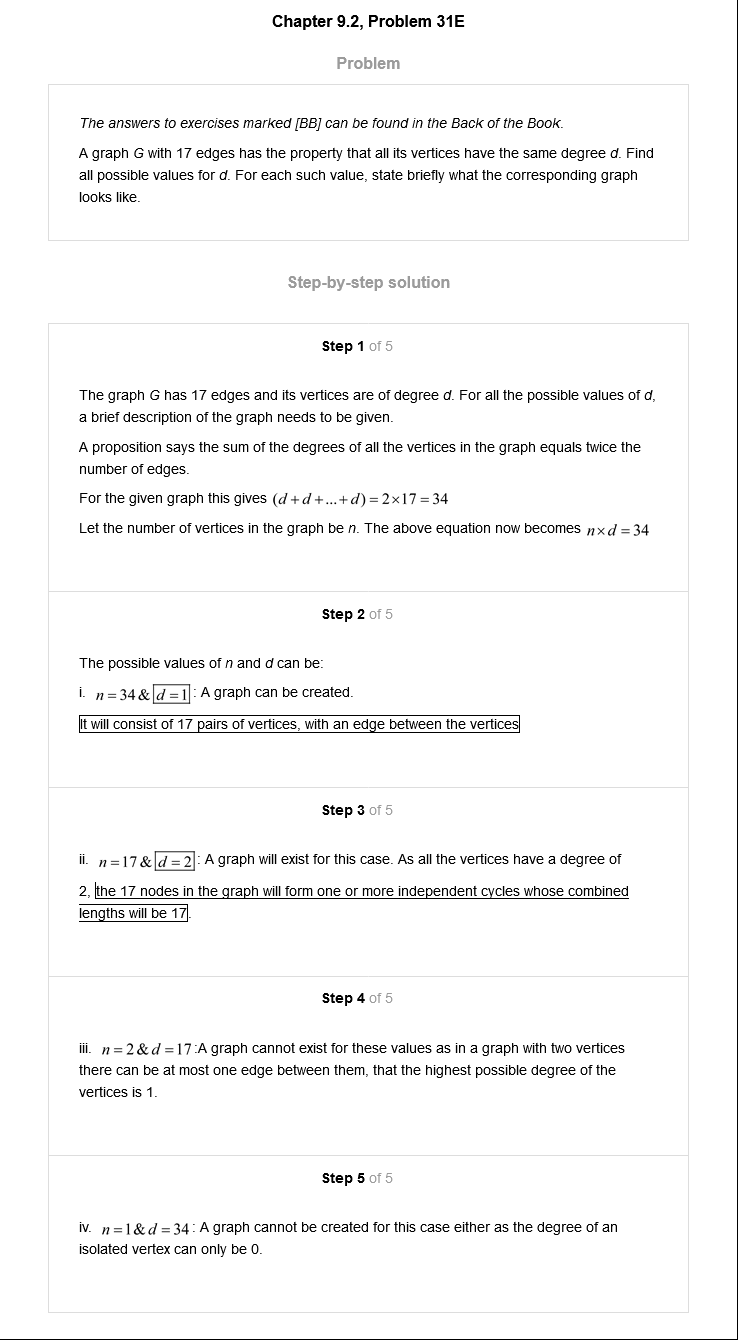 Chapter 9.2, Problem 31E
Problem
The answers to exercises marked [BB] can be found in the Back of the Book.
A graph G with 17 edges has the property that all its vertices have the same degree d. Find
all possible values for d. For each such value, state briefly what the corresponding graph
looks like.
Step-by-step solution
Step 1 of 5
The graph G has 17 edges and its vertices are of degree d. For all the possible values of d,
a brief description of the graph needs to be given.
A proposition says the sum of the degrees of all the vertices in the graph equals twice the
number of edges.
For the given graph this gives (d+d+...+d)=2×17=34
Let the number of vertices in the graph be n. The above equation now becomes n×d=34
Step 2 of 5
The possible values of n and d can be:
i. n=34 & d=1: A graph can be created.
It will consist of 17 pairs of vertices, with an edge between the vertices
Step 3 of 5
ii. n=17 & d=2: A graph will exist for this case. As all the vertices have a degree of
2, the 17 nodes in the graph will form one or more independent cycles whose combined
lengths will be 17.
Step 4 of 5
iii. n=2 & d=17:A graph cannot exist for these values as in a graph with two vertices
there can be at most one edge between them, that the highest possible degree of the
vertices is 1.
Step 5 of 5
iv. n=1 & d=34: A graph cannot be created for this case either as the degree of an
isolated vertex can only be 0.